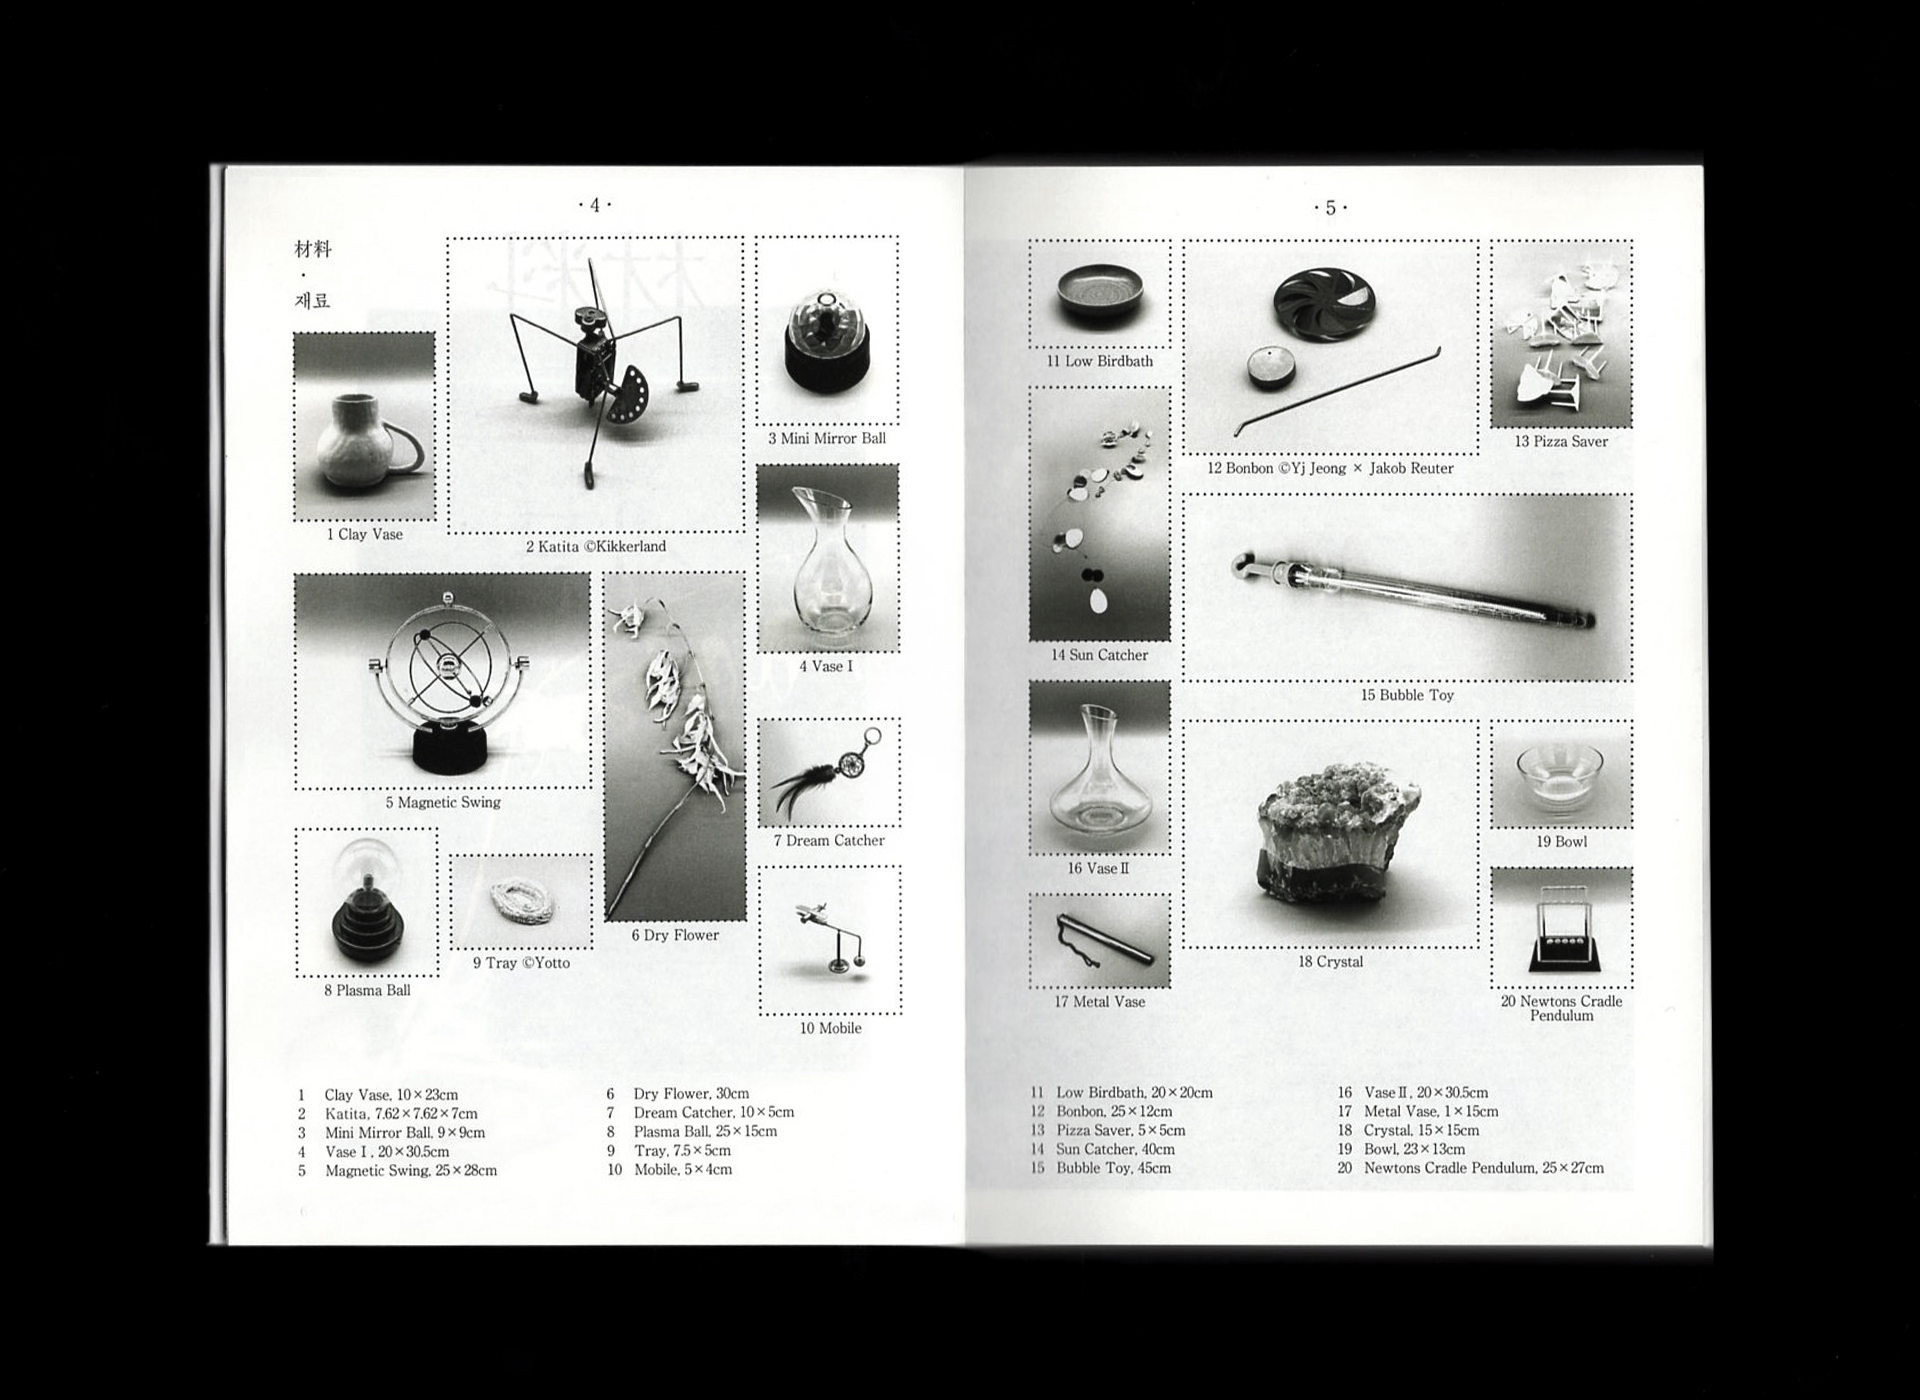 · 4 ·
材料
·
재료
1 Clay Vase
2 Katita ©Kikkerland
3 Mini Mirror Ball
4 Vase Ⅰ
5 Magnetic Swing
6 Dry Flower
7 Dream Catcher
8 Plasma Ball
9 Tray ©Yotto
10 Mobile
1 Clay Vase, 10×23cm
2 Katita, 7.62×7.62×7cm
3 Mini Mirror Ball, 9×9cm
4 Vase Ⅰ, 20×30.5cm
5 Magnetic Swing, 25×28cm
6 Dry Flower, 30cm
7 Dream Catcher, 10×5cm
8 Plasma Ball, 25×15cm
9 Tray, 7.5×5cm
10 Mobile, 5×4cm
· 5 ·
11 Low Birdbath
12 Bonbon ©Yj Jeong × Jakob Reuter
13 Pizza Saver
14 Sun Catcher
15 Bubble Toy
16 Vase Ⅱ
17 Metal Vase
18 Crystal
19 Bowl
20 Newtons Cradle
Pendulum
11 Low Birdbath, 20×20cm
12 Bonbon, 25×12cm
13 Pizza Saver, 5×5cm
14 Sun Catcher, 40cm
15 Bubble Toy, 45cm
16 Vase Ⅱ, 20×30.5cm
17 Metal Vase, 1×15cm
18 Crystal, 15×15cm
19 Bowl, 23×13cm
20 Newtons Cradle Pendulum, 25×27cm